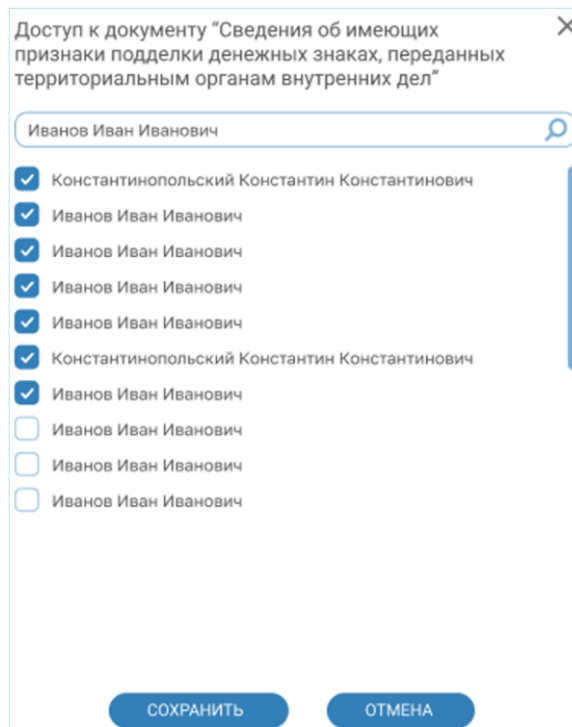 Доступ к документу “Сведения об имеющих
признаки подделки денежных знаках, переданных
территориальным органам внутренних дел”
Иванов Иван Иванович
Константинопольский Константин Константинович
Иванов Иван Иванович
Иванов Иван Иванович
Иванов Иван Иванович
Иванов Иван Иванович
Константинопольский Константин Константинович
Иванов Иван Иванович
Иванов Иван Иванович
Иванов Иван Иванович
Иванов Иван Иванович
СОХРАНИТЬ ОТМЕНА